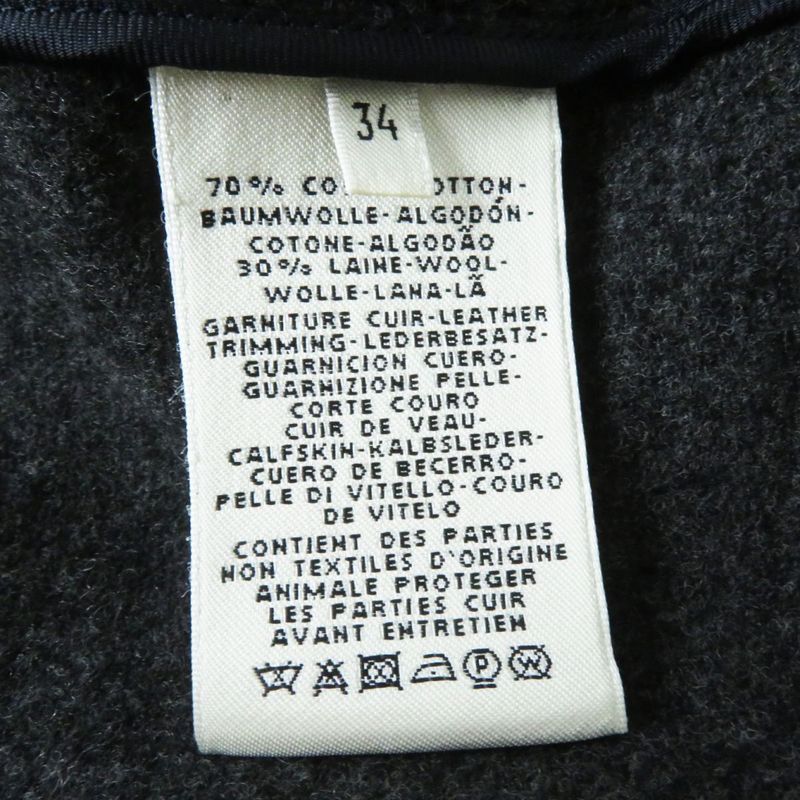 34
70% CO OTTON-
BAUMWOLLE-ALGODÓN-
COTONE-ALGODÃO
30% LAINE-WOOL-
WOLLE-LANA-LÃ
GARNITURE CUIR-LEATHER
TRIMMING-LEDERBESATZ-
GUARNICION CUERO-
GUARNIZIONE PELLE-
CORTE COURO
CUIR DE VEAU-
CALFSKIN-KALBSLEDER-
CUERO DE BECERRO-
PELLE DI VITELLO-COURO
DE VITELO
CONTIENT DES PARTIES
NON TEXTILES D'ORIGINE
ANIMALE PROTEGER
LES PARTIES CUIR
AVANT ENTRETIEN
P W